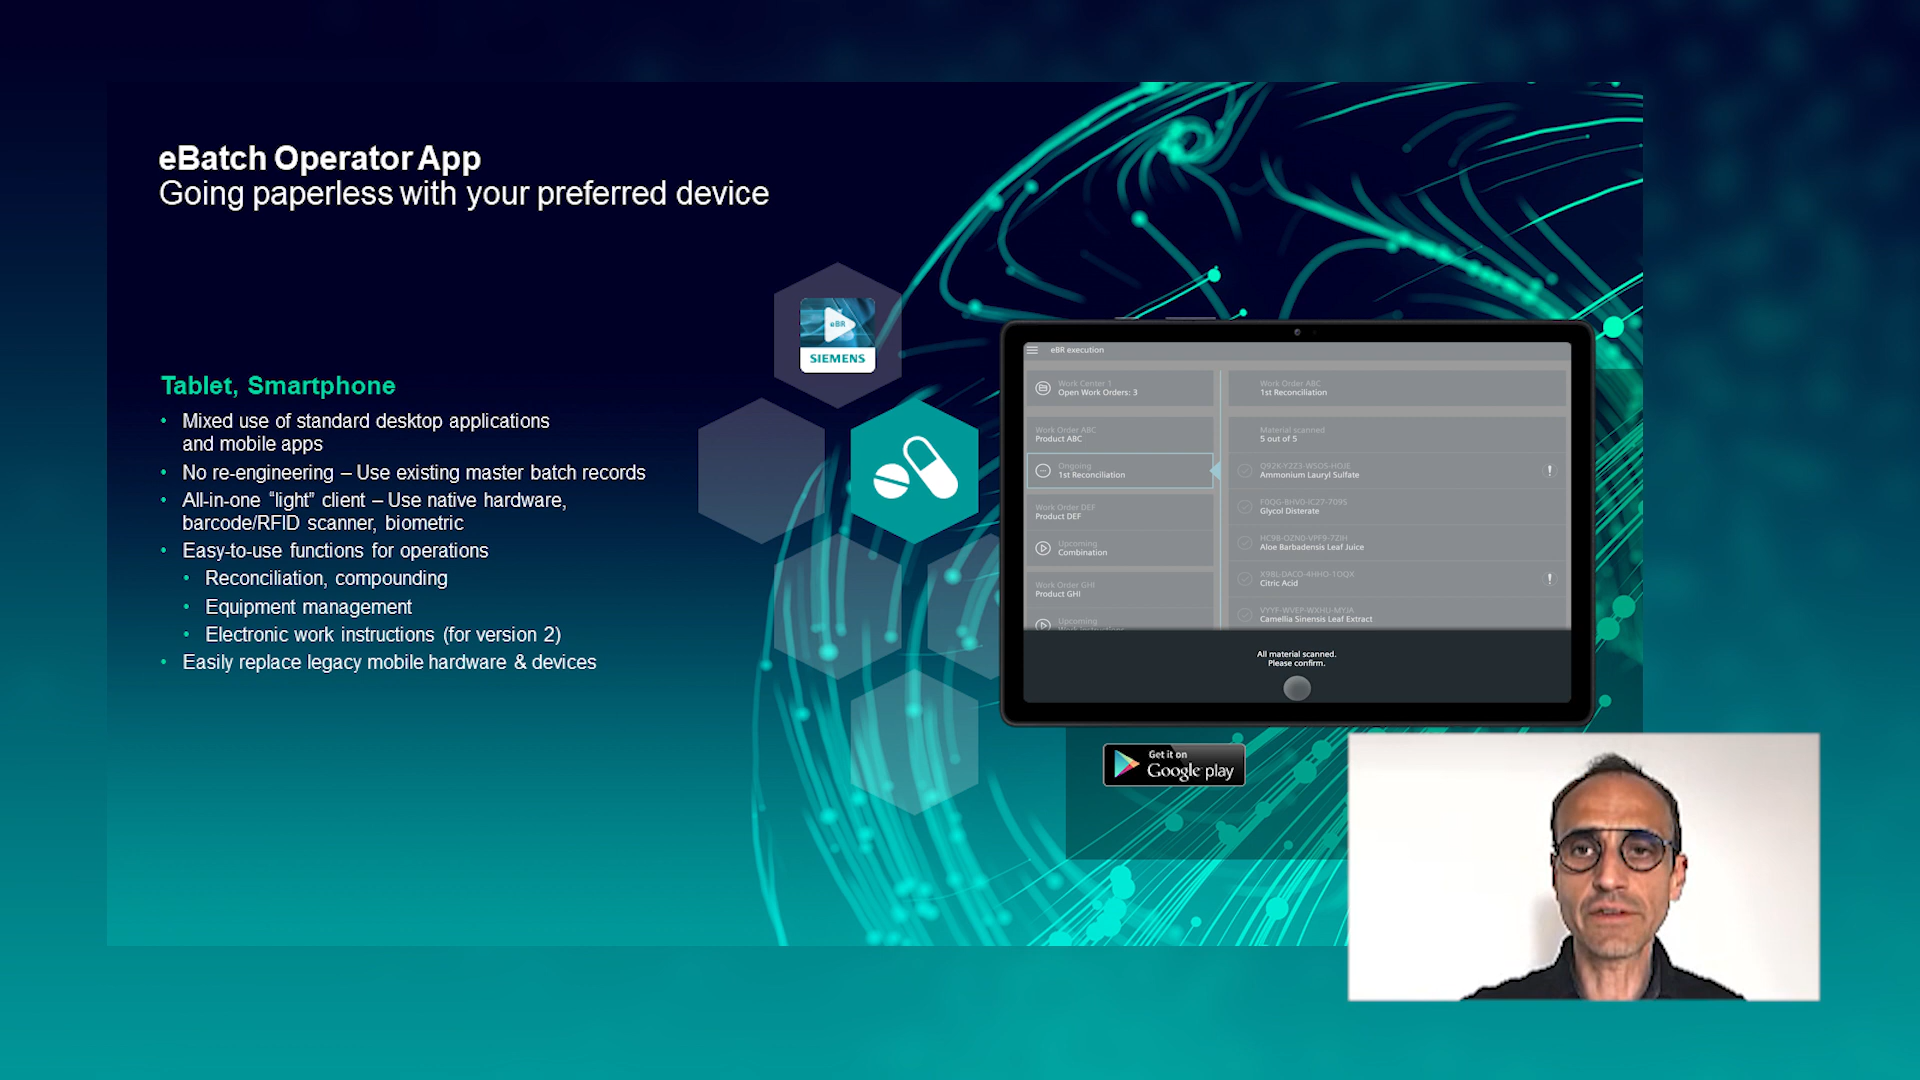 eBatch Operator App
Going paperless with your preferred device
eBR
SIEMENS
Tablet, Smartphone
• Mixed use of standard desktop applications
and mobile apps
• No re-engineering – Use existing master batch records
• All-in-one “light” client – Use native hardware,
barcode/RFID scanner, biometric
• Easy-to-use functions for operations
• Reconciliation, compounding
• Equipment management
• Electronic work instructions (for version 2)
• Easily replace legacy mobile hardware & devices
eBR execution
Work Center 1
Open Work Orders: 3
Work Order ABC
Product ABC
Ongoing
1st Reconciliation
Work Order DEF
Product DEF
Upcoming
Combination
Work Order GHI
Product GHI
Upcoming
Work Order ABC
1st Reconciliation
Material scanned
5 out of 5
Ammonium Lauryl Sulfate
Glycol Disterate
Aloe Barbadensis Leaf Juice
Citric Acid
Camellia Sinensis Leaf Extract
All material scanned.
Please confirm.
Get it on
Google play